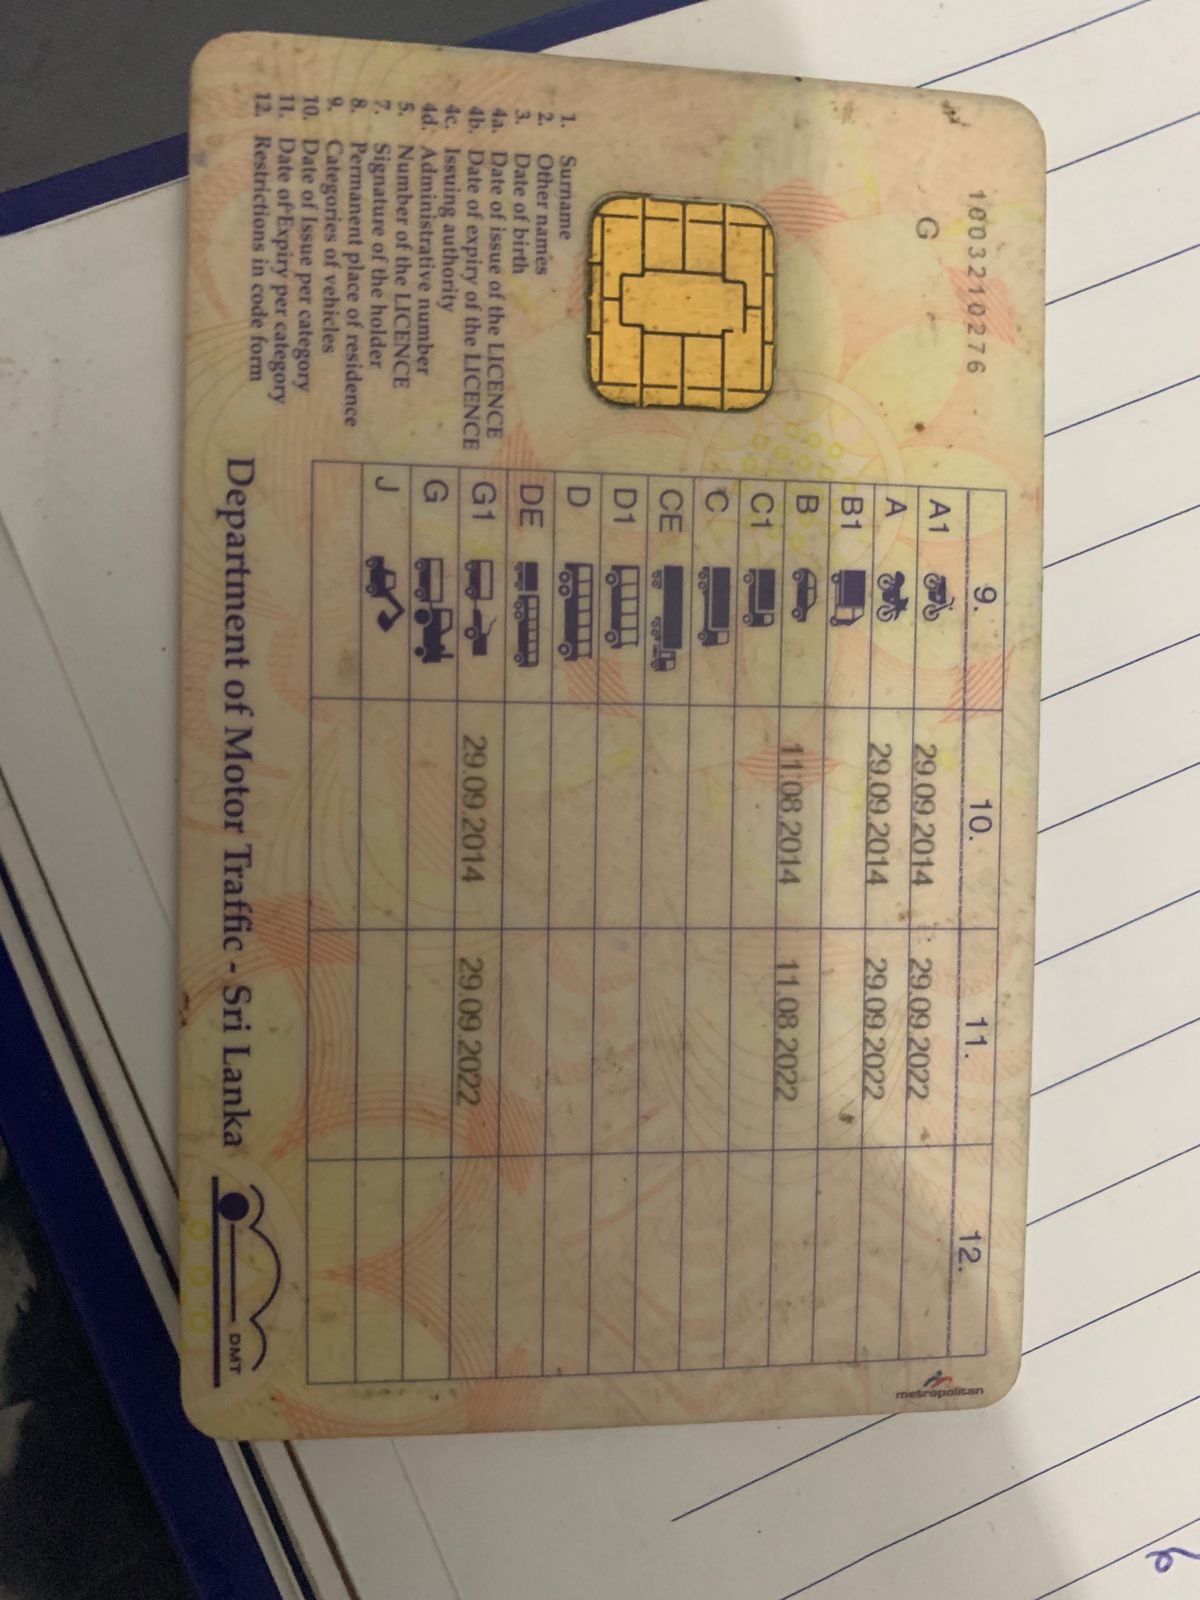 1003210276
G
9. 10. 11. 12.
A1 29.09.2014 29.09.2022
A 29.09.2014 29.09.2022
B1
B 11.08.2014 11.08.2022
C1
C
CE
D1
D
DE
G1 29.09.2014 29.09.2022
G
J
1. Surname
2. Other names
3. Date of birth
4a. Date of issue of the LICENCE
4b. Date of expiry of the LICENCE
4c. Issuing authority
4d. Administrative number
5. Number of the LICENCE
7. Signature of the holder
8. Permanent place of residence
9. Categories of vehicles
10. Date of Issue per category
11. Date of Expiry per category
12. Restrictions in code form
Department of Motor Traffic - Sri Lanka
DMT
metropolitan